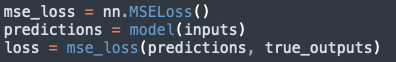 mse_loss = nn.MSELoss()
predictions = model(inputs)
loss = mse_loss(predictions, true_outputs)